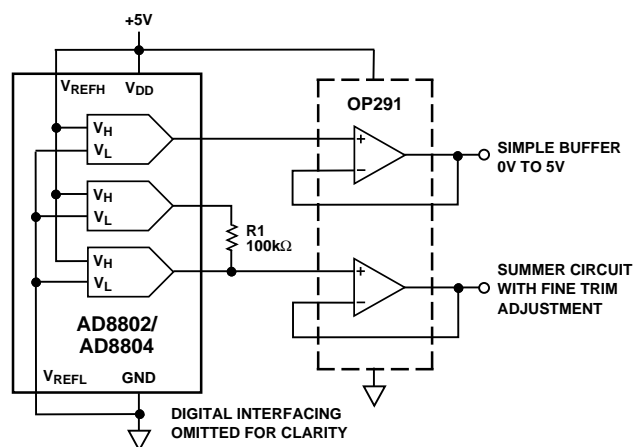 +5V
VREFH
VDD
OP291
VH
VL
+
−
SIMPLE BUFFER
0V TO 5V
VH
VL
R1
100kΩ
VH
VL
+
−
SUMMER CIRCUIT
WITH FINE TRIM
ADJUSTMENT
AD8802/
AD8804
VREFL
GND
DIGITAL INTERFACING
OMITTED FOR CLARITY